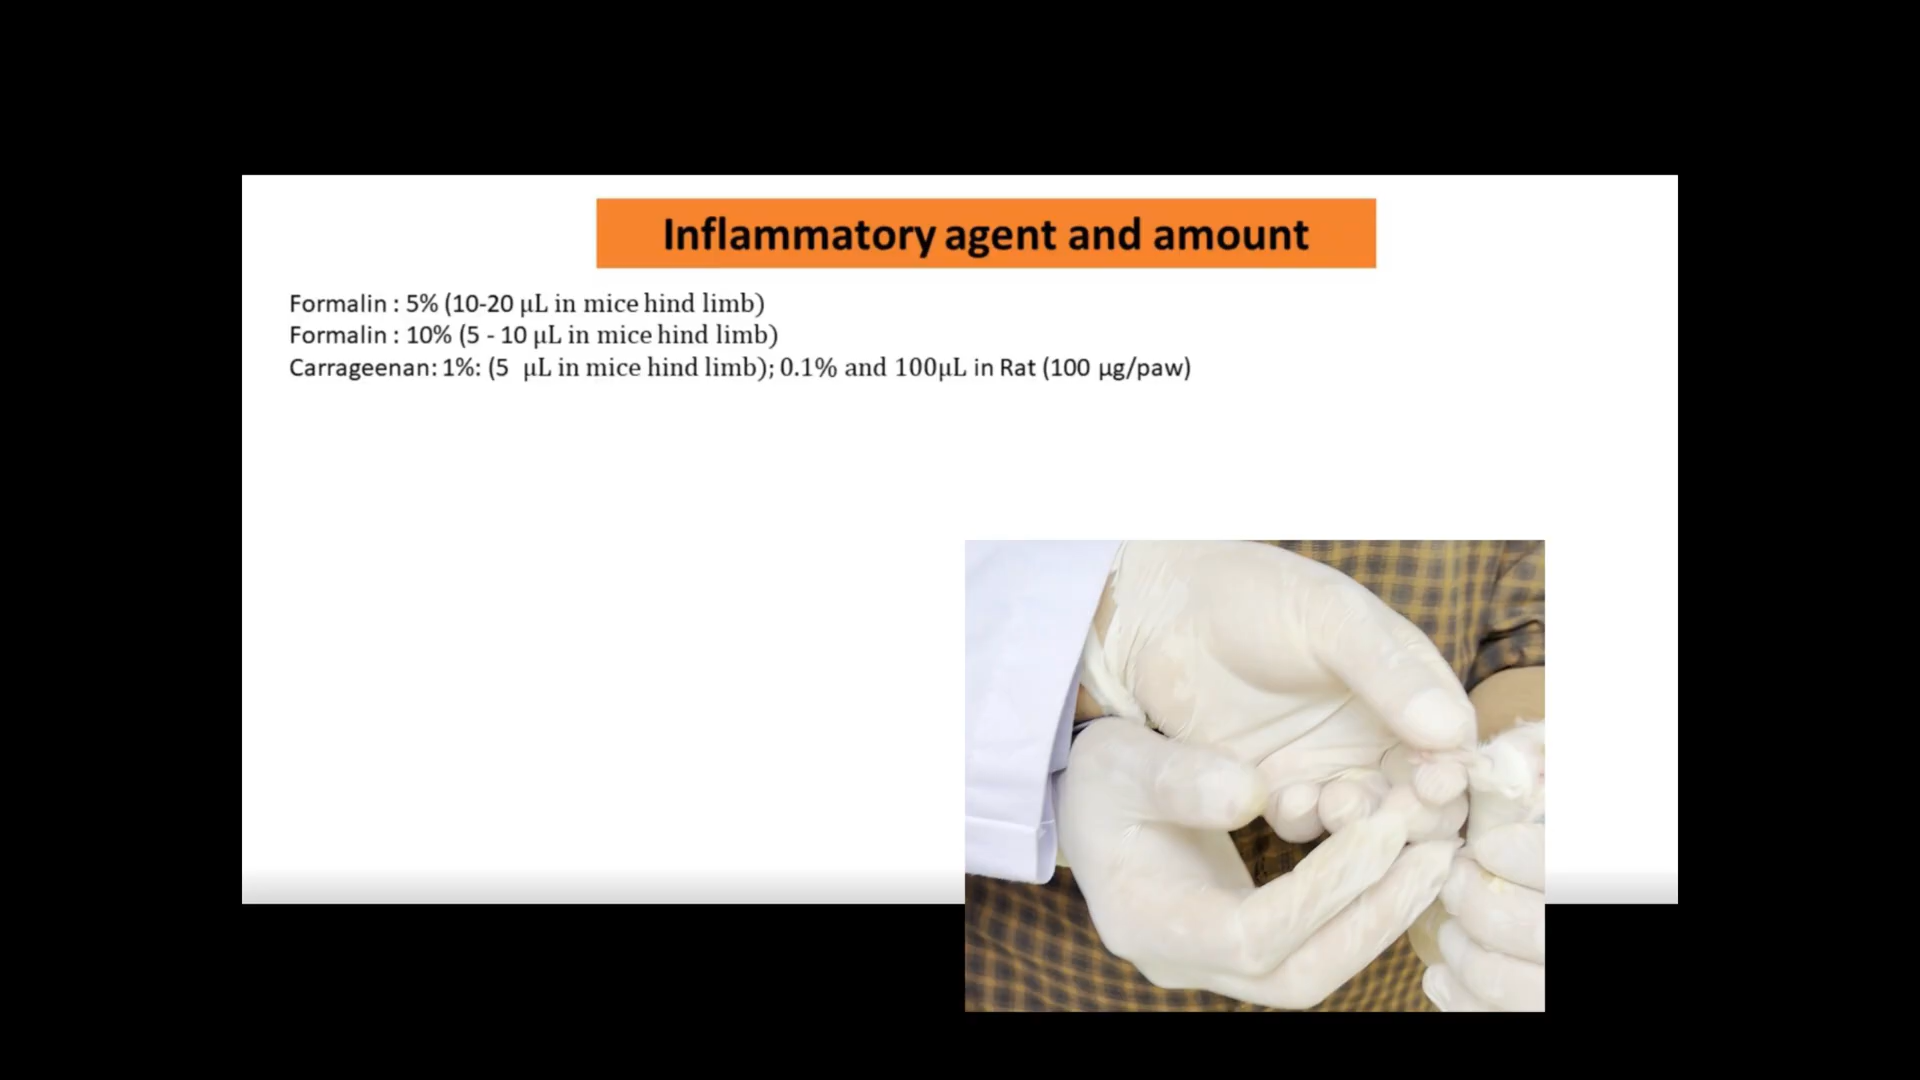 Inflammatory agent and amount
Formalin : 5% (10-20 μL in mice hind limb)
Formalin : 10% (5 - 10 μL in mice hind limb)
Carrageenan: 1%: (5 μL in mice hind limb); 0.1% and 100μL in Rat (100 μg/paw)